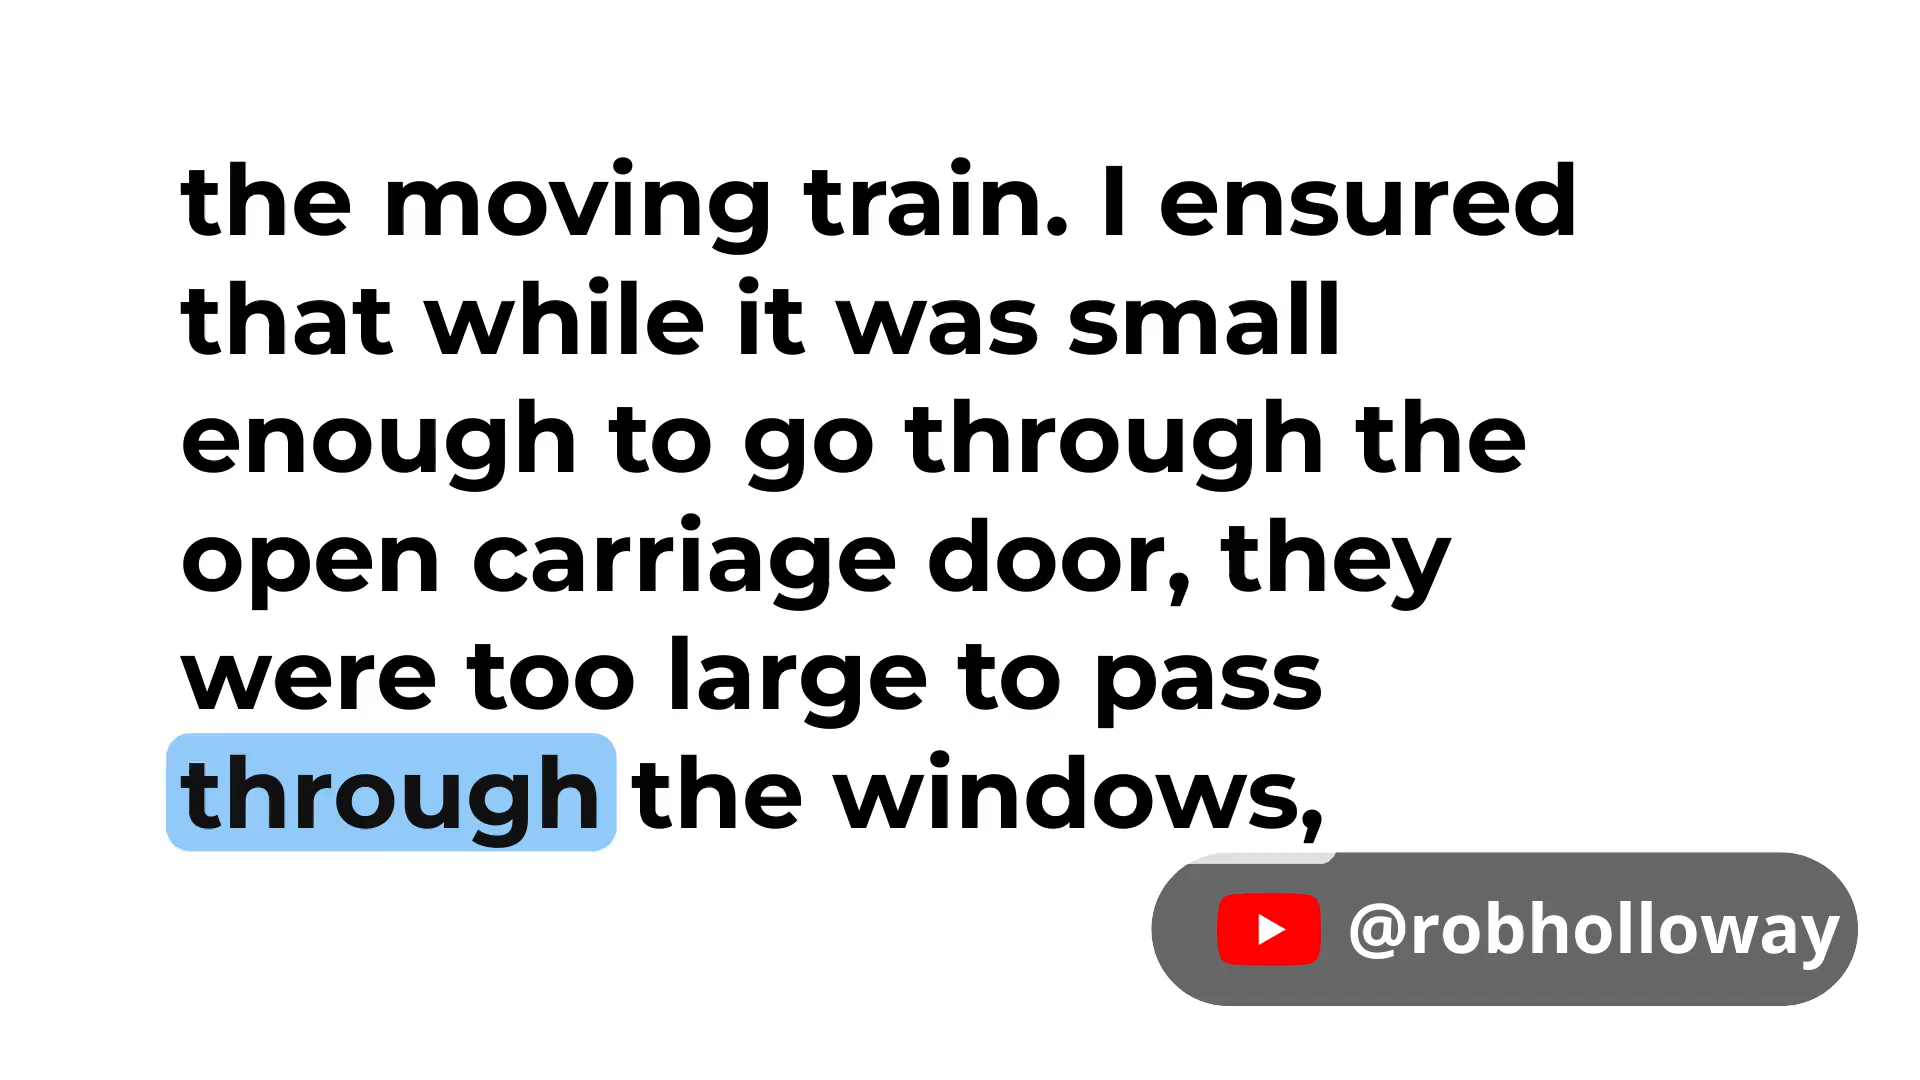 the moving train. I ensured
that while it was small
enough to go through the
open carriage door, they
were too large to pass
through the windows,
@robholloway